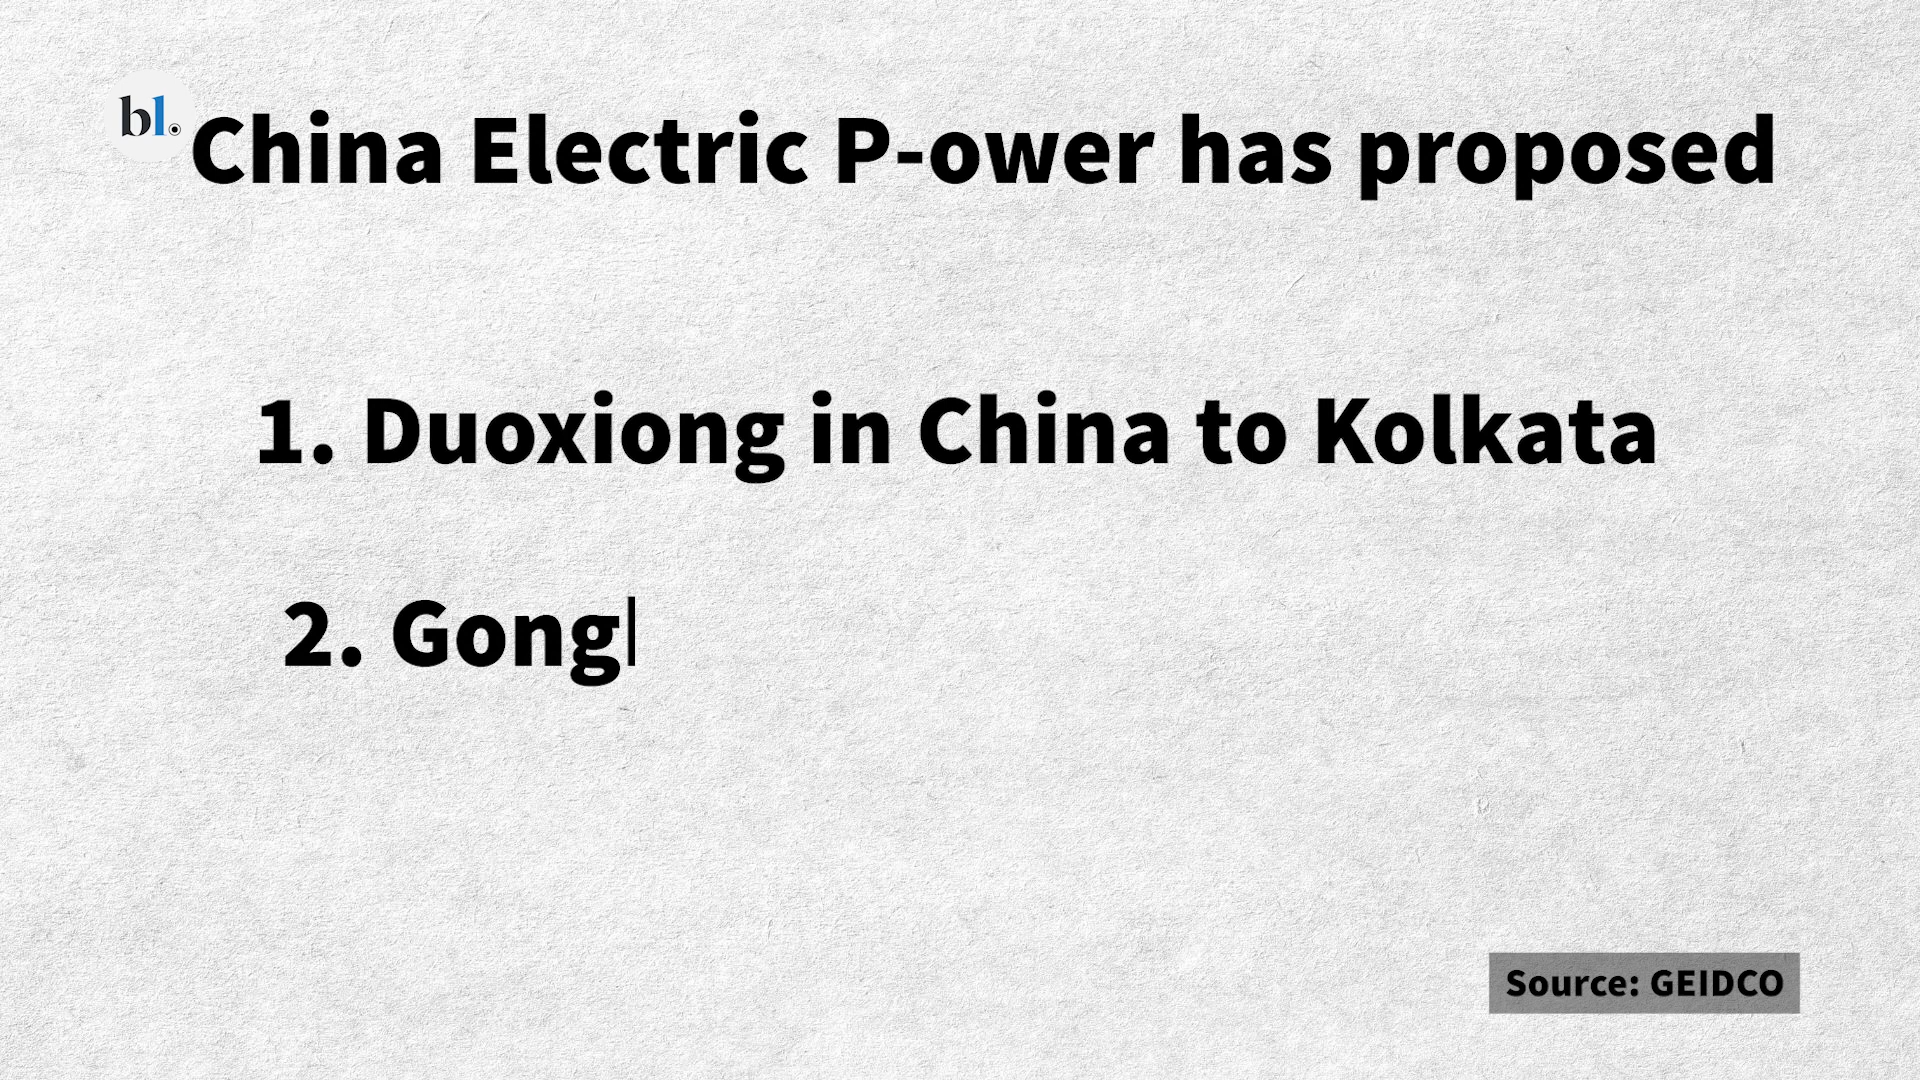 bl.
China Electric P-ower has proposed
1. Duoxiong in China to Kolkata
2. Gong
Source: GEIDCO